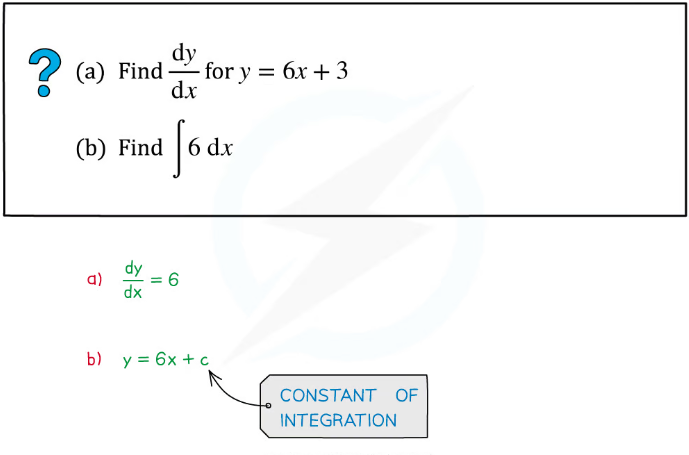 ? (a) Find dy/dx for y = 6x + 3
(b) Find ∫ 6 dx
a) dy/dx = 6
b) y = 6x + c
CONSTANT OF
INTEGRATION